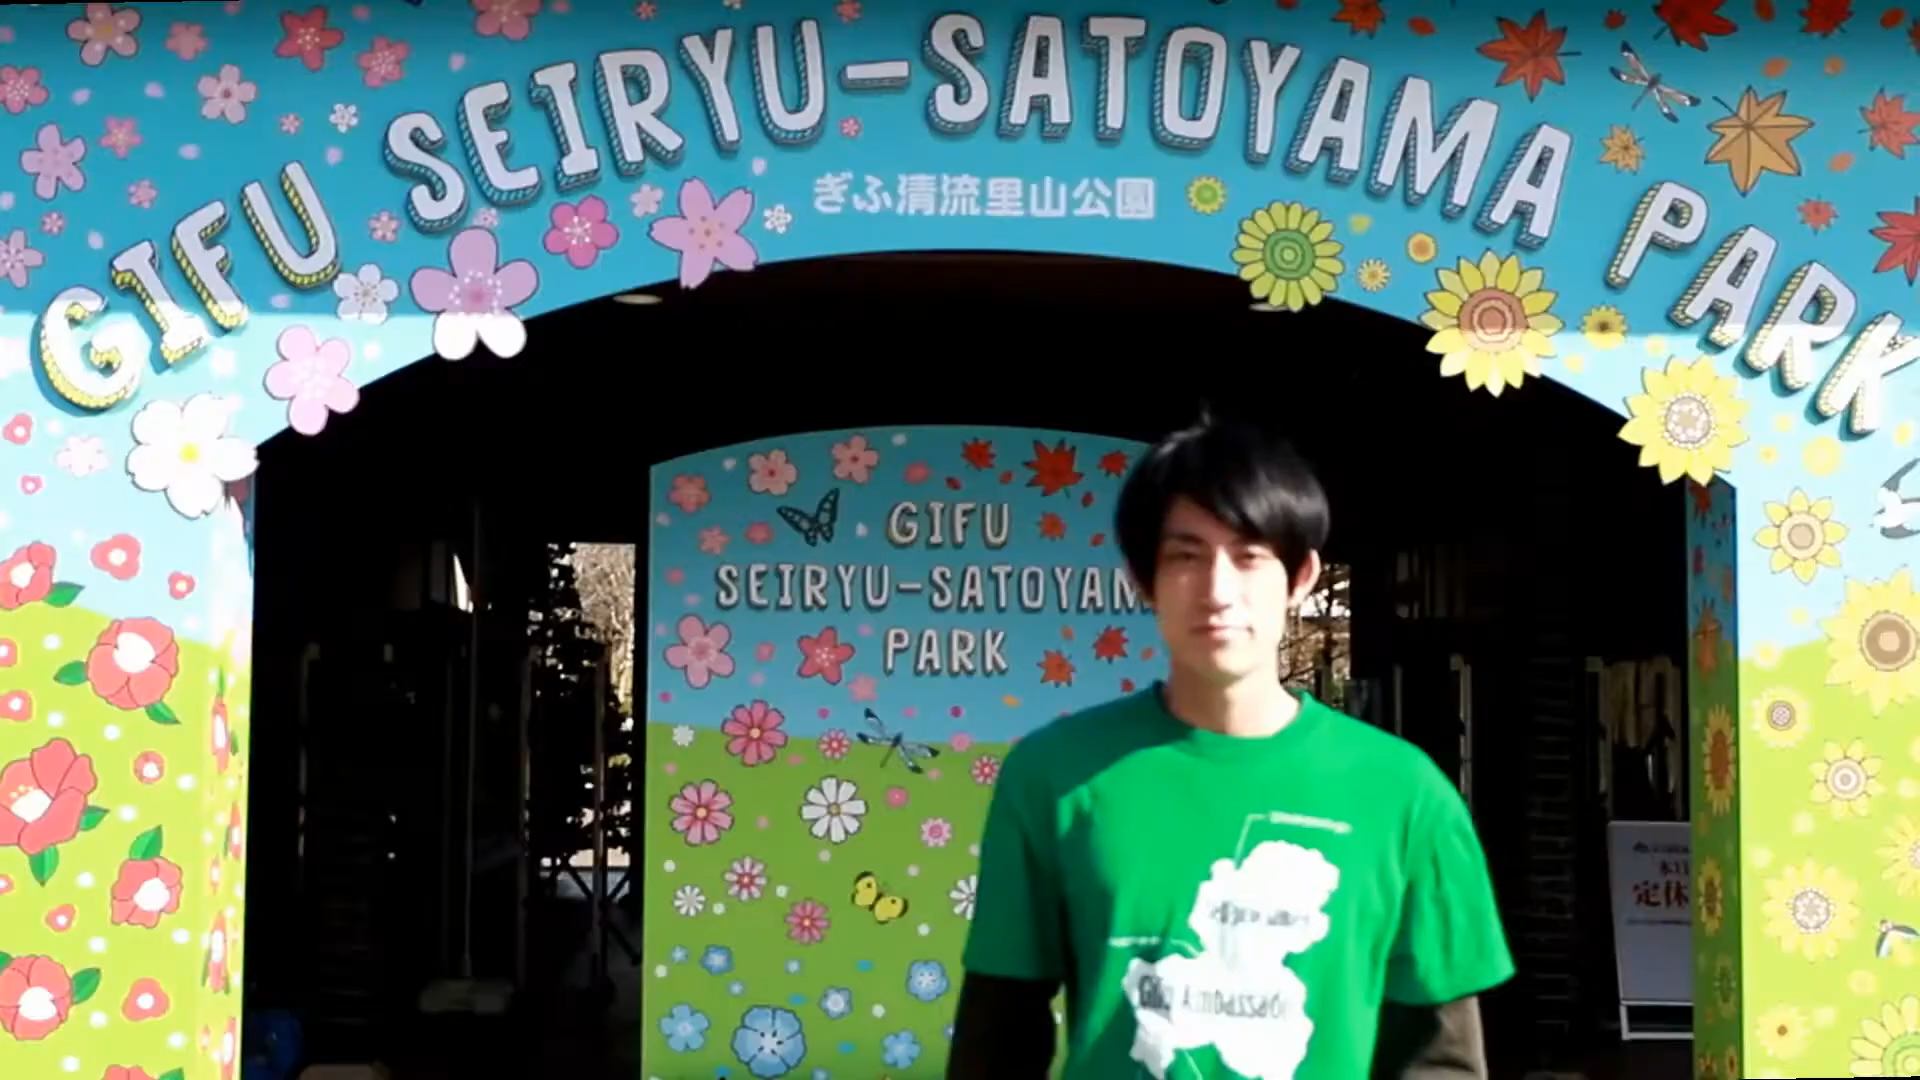 GIFU SEIRYU-SATOYAMA PARK
ぎふ清流里山公園
GIFU
SEIRYU-SATOYAM
PARK
定休
Gifu Ambassador